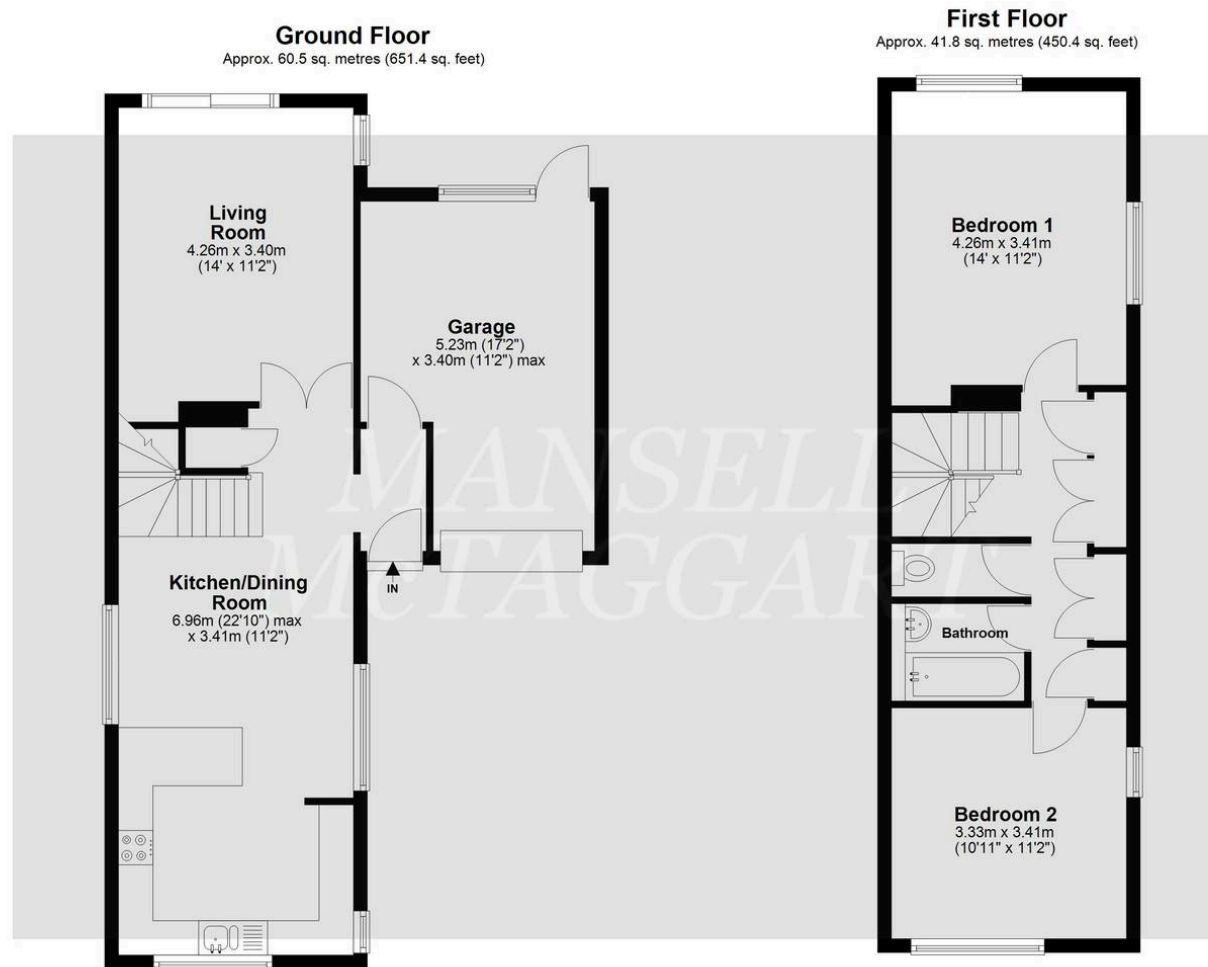 Ground Floor
Approx. 60.5 sq. metres (651.4 sq. feet)
First Floor
Approx. 41.8 sq. metres (450.4 sq. feet)
Living
Room
4.26m x 3.40m
(14' x 11'2")
Bedroom 1
4.26m x 3.41m
(14' x 11'2")
Garage
5.23m (17'2")
x 3.40m (11'2") max
MANSELL
McTAGGART
IN
Kitchen/Dining
Room
6.96m (22'10") max
x 3.41m (11'2")
Bathroom
Bedroom 2
3.33m x 3.41m
(10'11" x 11'2")